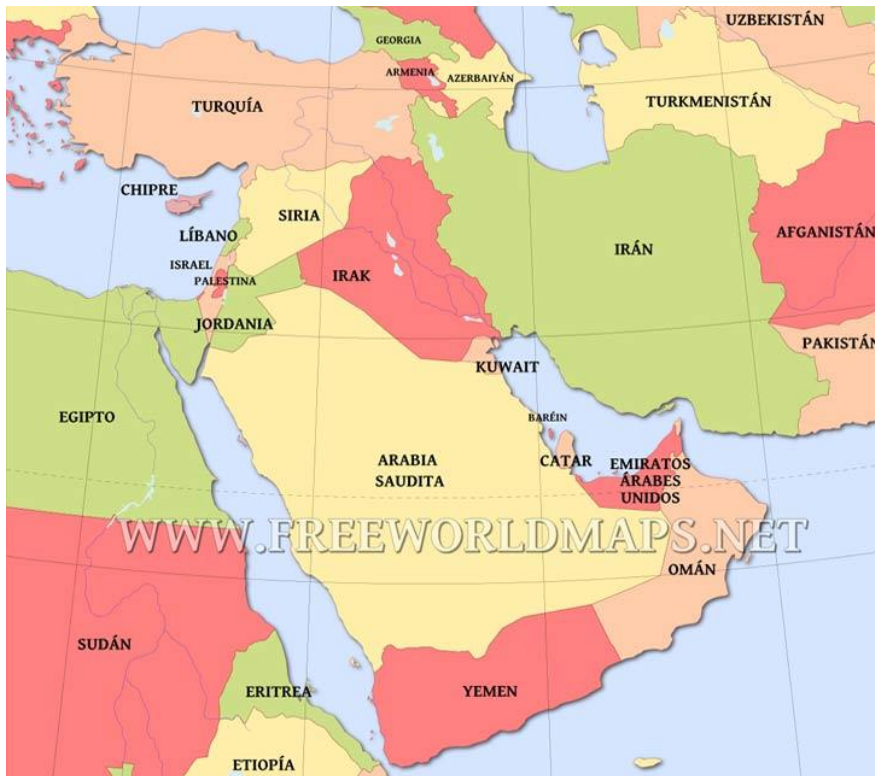 UZBEKISTÁN
GEORGIA
ARMENIA
AZERBAIYÁN
TURQUÍA
TURKMENISTÁN
CHIPRE
SIRIA
LÍBANO
IRÁN
AFGANISTÁN
ISRAEL
PALESTINA
IRAK
JORDANIA
PAKISTÁN
KUWAIT
EGIPTO
BARÉIN
ARABIA
SAUDITA
CATAR
EMIRATOS
ÁRABES
UNIDOS
WWW.FREEWORLDMAPS.NET
OMÁN
SUDÁN
ERITREA
YEMEN
ETIOPÍA